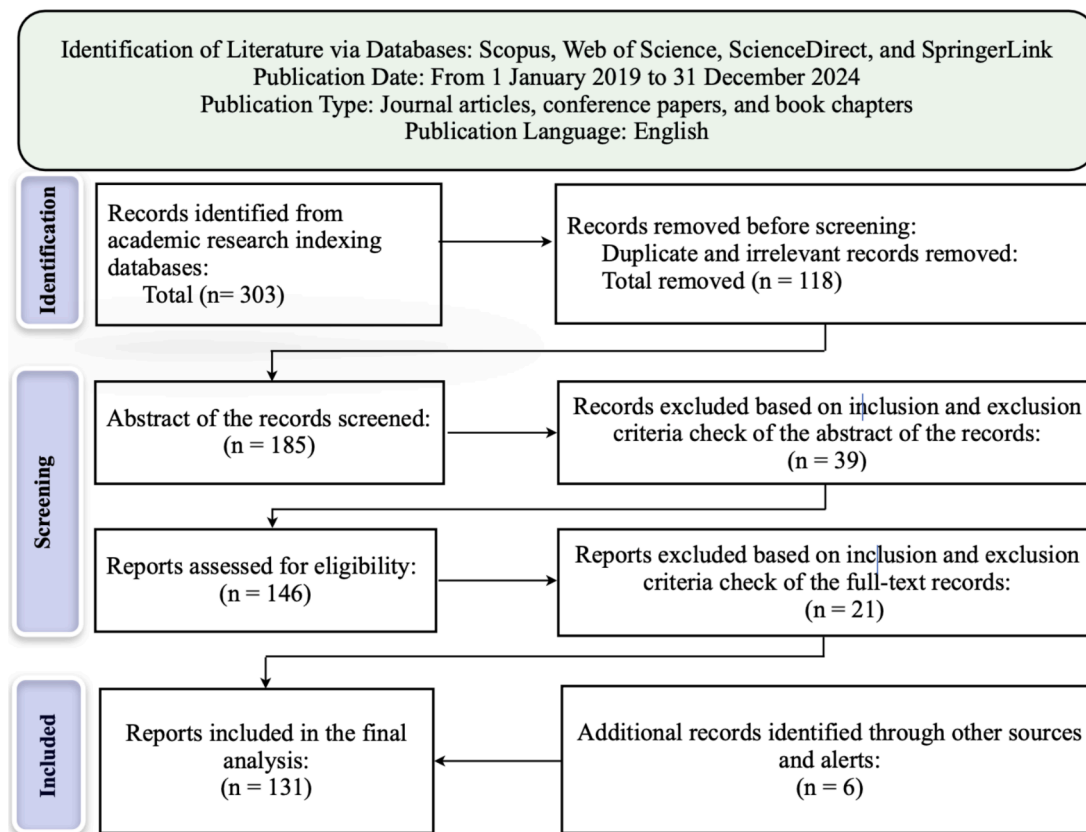 Identification of Literature via Databases: Scopus, Web of Science, ScienceDirect, and SpringerLink
Publication Date: From 1 January 2019 to 31 December 2024
Publication Type: Journal articles, conference papers, and book chapters
Publication Language: English
Identification
Records identified from
academic research indexing
databases:
Total (n= 303)
Records removed before screening:
Duplicate and irrelevant records removed:
Total removed (n = 118)
Screening
Abstract of the records screened:
(n = 185)
Records excluded based on inclusion and exclusion
criteria check of the abstract of the records:
(n = 39)
Reports assessed for eligibility:
(n = 146)
Reports excluded based on inclusion and exclusion
criteria check of the full-text records:
(n = 21)
Included
Reports included in the final
analysis:
(n = 131)
Additional records identified through other sources
and alerts:
(n = 6)